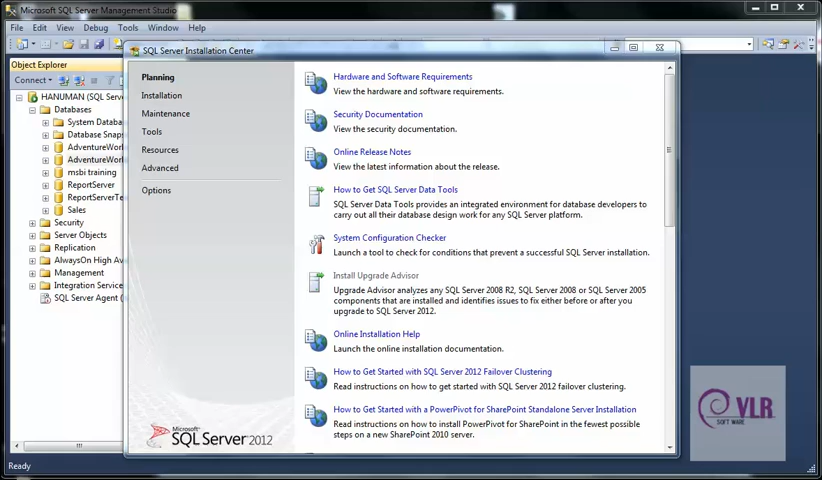 Microsoft SQL Server Management Studio
File Edit View Debug Tools Window Help
Object Explorer
Connect
HANUMAN (SQL Serve
Databases
System Databa
Database Snaps
AdventureWorl
AdventureWorl
msbi training
ReportServer
ReportServerTe
Sales
Security
Server Objects
Replication
AlwaysOn High Av
Management
Integration Service
SQL Server Agent (
Ready
SQL Server Installation Center
Planning
Installation
Maintenance
Tools
Resources
Advanced
Options
Microsoft
SQL Server 2012
Hardware and Software Requirements
View the hardware and software requirements.
Security Documentation
View the security documentation.
Online Release Notes
View the latest information about the release.
How to Get SQL Server Data Tools
SQL Server Data Tools provides an integrated environment for database developers to
carry out all their database design work for any SQL Server platform.
System Configuration Checker
Launch a tool to check for conditions that prevent a successful SQL Server installation.
Install Upgrade Advisor
Upgrade Advisor analyzes any SQL Server 2008 R2, SQL Server 2008 or SQL Server 2005
components that are installed and identifies issues to fix either before or after you
upgrade to SQL Server 2012.
Online Installation Help
Launch the online installation documentation.
How to Get Started with SQL Server 2012 Failover Clustering
Read instructions on how to get started with SQL Server 2012 failover clustering.
How to Get Started with a PowerPivot for SharePoint Standalone Server Installation
Read instructions on how to install PowerPivot for SharePoint in the fewest possible
steps on a new SharePoint 2010 server.
VLR
SOFT WARE